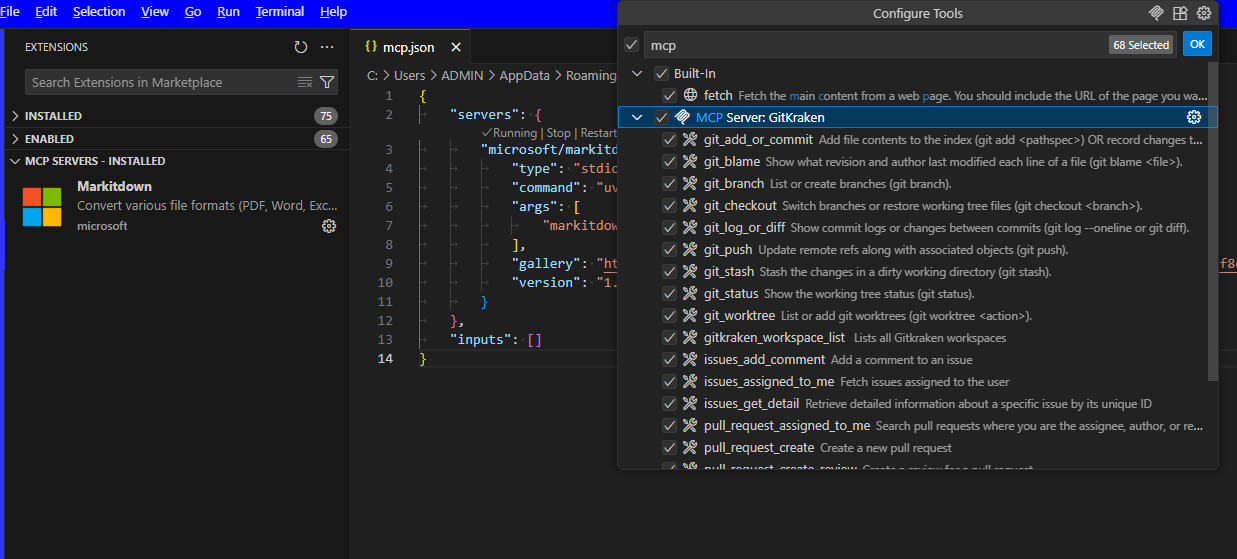 File Edit Selection View Go Run Terminal Help
EXTENSIONS
Search Extensions in Marketplace
INSTALLED 75
ENABLED 65
MCP SERVERS - INSTALLED
Markitdown
Convert various file formats (PDF, Word, Exc...
microsoft
{} mcp.json
C: > Users > ADMIN > AppData > Roaming
1 {
2 "servers": {
✓Running | Stop | Restart
3 "microsoft/markitd
4 "type": "stdio
5 "command": "uv
6 "args": [
7 "markitdow
8 ],
9 "gallery": "ht
10 "version": "1.
11 }
12 },
13 "inputs": []
14 }
Configure Tools
mcp 68 Selected OK
Built-In
fetch Fetch the main content from a web page. You should include the URL of the page you wa...
MCP Server: GitKraken
git_add_or_commit Add file contents to the index (git add <pathspec>) OR record changes t...
git_blame Show what revision and author last modified each line of a file (git blame <file>).
git_branch List or create branches (git branch).
git_checkout Switch branches or restore working tree files (git checkout <branch>).
git_log_or_diff Show commit logs or changes between commits (git log --oneline or git diff).
git_push Update remote refs along with associated objects (git push).
git_stash Stash the changes in a dirty working directory (git stash).
git_status Show the working tree status (git status).
git_worktree List or add git worktrees (git worktree <action>).
gitkraken_workspace_list Lists all Gitkraken workspaces
issues_add_comment Add a comment to an issue
issues_assigned_to_me Fetch issues assigned to the user
issues_get_detail Retrieve detailed information about a specific issue by its unique ID
pull_request_assigned_to_me Search pull requests where you are the assignee, author, or re...
pull_request_create Create a new pull request
pull_request_create_review Create a review for a pull request